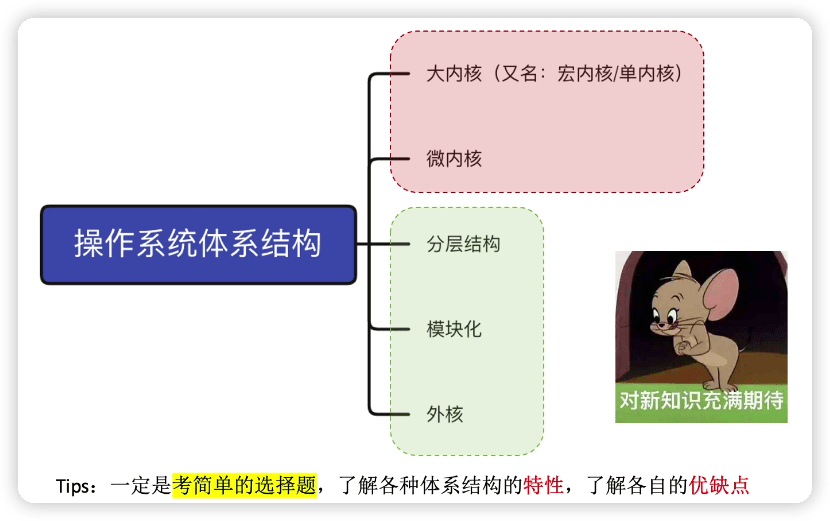 大内核（又名：宏内核/单内核）
微内核
操作系统体系结构
分层结构
模块化
外核
对新知识充满期待
Tips：一定是考简单的选择题，了解各种体系结构的特性，了解各自的优缺点